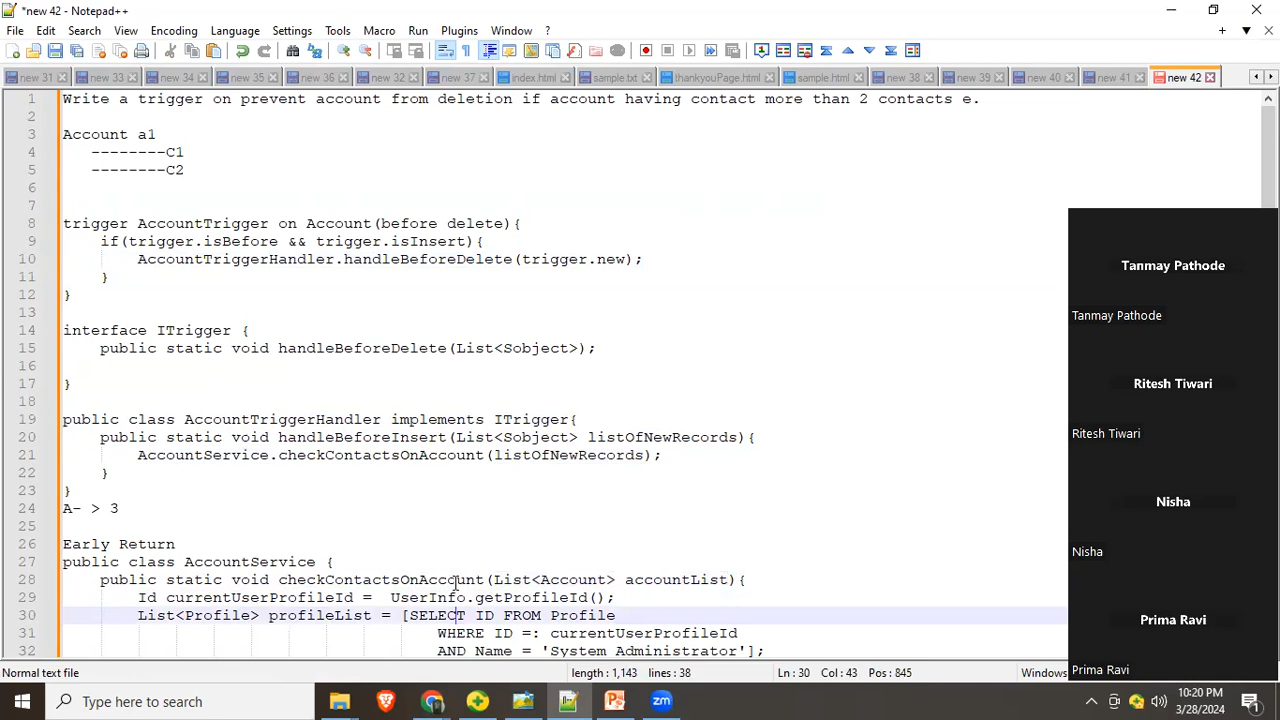 *new 42 - Notepad++
File Edit Search View Encoding Language Settings Tools Macro Run Plugins Window ?
new 31 new 33 new 34 new 35 new 36 new 32 new 37 index.html sample.txt thankyouPage.html sample.html new 38 new 39 new 40 new 41 new 42
1 Write a trigger on prevent account from deletion if account having contact more than 2 contacts e.
2
3 Account a1
4 --------C1
5 --------C2
6
7
8 trigger AccountTrigger on Account(before delete){
9 if(trigger.isBefore && trigger.isInsert){
10 AccountTriggerHandler.handleBeforeDelete(trigger.new);
11 }
12 }
13
14 interface ITrigger {
15 public static void handleBeforeDelete(List<Sobject>);
16
17 }
18
19 public class AccountTriggerHandler implements ITrigger{
20 public static void handleBeforeInsert(List<Sobject> listOfNewRecords){
21 AccountService.checkContactsOnAccount(listOfNewRecords);
22 }
23 }
24 A- > 3
25
26 Early Return
27 public class AccountService {
28 public static void checkContactsOnAccount(List<Account> accountList){
29 Id currentUserProfileId = UserInfo.getProfileId();
30 List<Profile> profileList = [SELECT ID FROM Profile
31 WHERE ID =: currentUserProfileId
32 AND Name = 'System Administrator'];
Tanmay Pathode
Tanmay Pathode
Ritesh Tiwari
Ritesh Tiwari
Nisha
Nisha
Prima Ravi
Prima Ravi
Normal text file length : 1,143 lines : 38 Ln : 30 Col : 43 Pos : 845 Windows
Type here to search
10:20 PM
3/28/2024